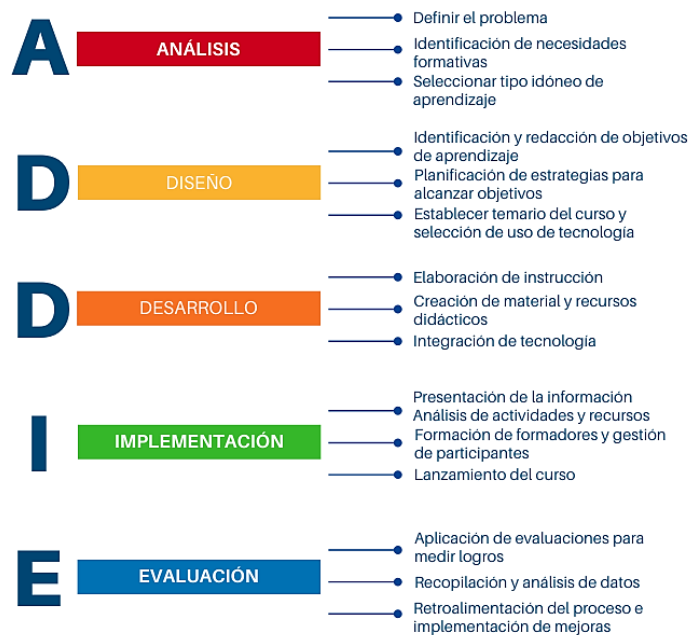 A
ANÁLISIS
Definir el problema
Identificación de necesidades
formativas
Seleccionar tipo idóneo de
aprendizaje
D
DISEÑO
Identificación y redacción de objetivos
de aprendizaje
Planificación de estrategias para
alcanzar objetivos
Establecer temario del curso y
selección de uso de tecnología
D
DESARROLLO
Elaboración de instrucción
Creación de material y recursos
didácticos
Integración de tecnología
I
IMPLEMENTACIÓN
Presentación de la información
Análisis de actividades y recursos
Formación de formadores y gestión
de participantes
Lanzamiento del curso
E
EVALUACIÓN
Aplicación de evaluaciones para
medir logros
Recopilación y análisis de datos
Retroalimentación del proceso e
implementación de mejoras